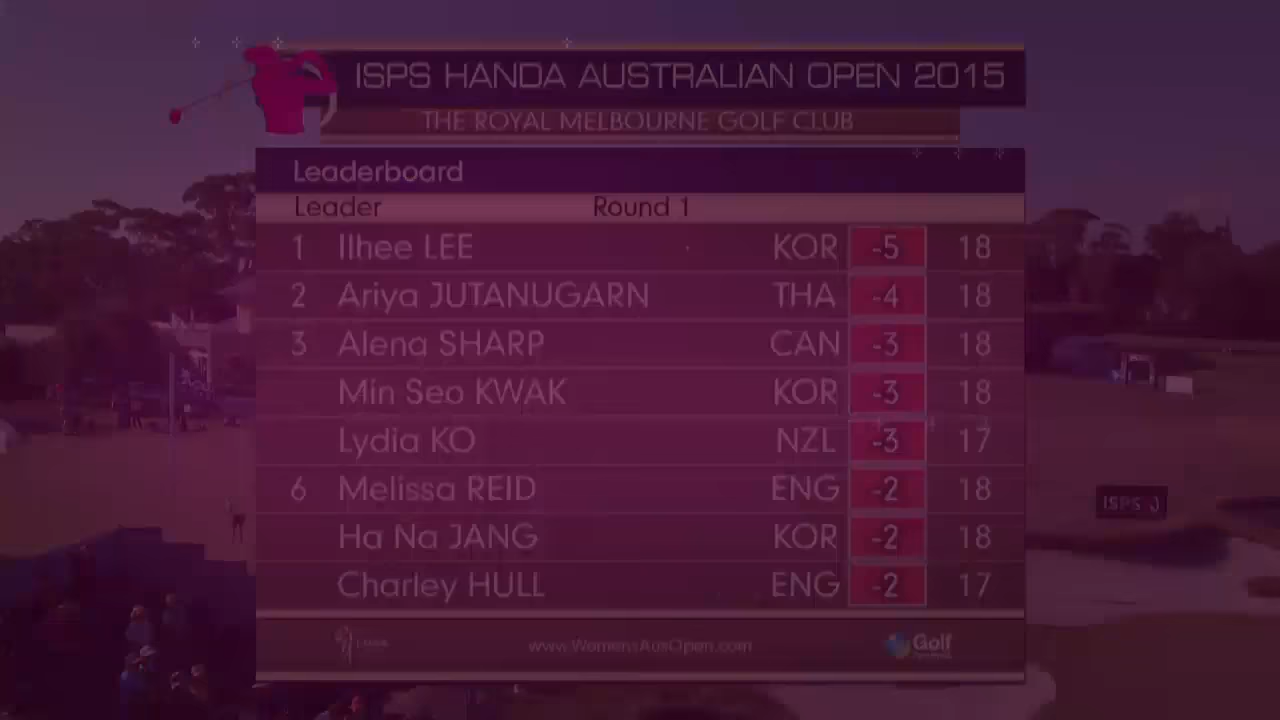 ISPS HANDA AUSTRALIAN OPEN 2015
THE ROYAL MELBOURNE GOLF CLUB
Leaderboard
Leader Round 1
1 Ilhee LEE KOR -5 18
2 Ariya JUTANUGARN THA -4 18
3 Alena SHARP CAN -3 18
Min Seo KWAK KOR -3 18
Lydia KO NZL -3 17
6 Melissa REID ENG -2 18
Ha Na JANG KOR -2 18
Charley HULL ENG -2 17
www.WomensAusOpen.com
Golf
ISPS